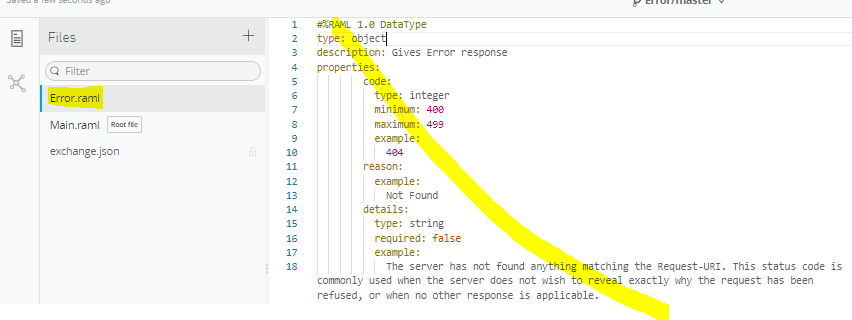 Saved a few seconds ago
Error/master
Files
Filter
Error.raml
Main.raml Root file
exchange.json
1 #%RAML 1.0 DataType
2 type: object
3 description: Gives Error response
4 properties:
5 code:
6 type: integer
7 minimum: 400
8 maximum: 499
9 example:
10 404
11 reason:
12 example:
13 Not Found
14 details:
15 type: string
16 required: false
17 example:
18 The server has not found anything matching the Request-URI. This status code is
commonly used when the server does not wish to reveal exactly why the request has been
refused, or when no other response is applicable.